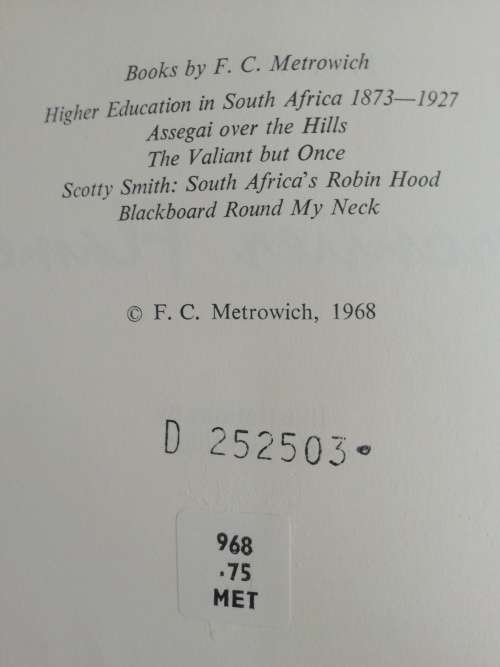 Books by F. C. Metrowich
Higher Education in South Africa 1873—1927
Assegai over the Hills
The Valiant but Once
Scotty Smith: South Africa's Robin Hood
Blackboard Round My Neck
© F. C. Metrowich, 1968
D 252503
968
.75
MET